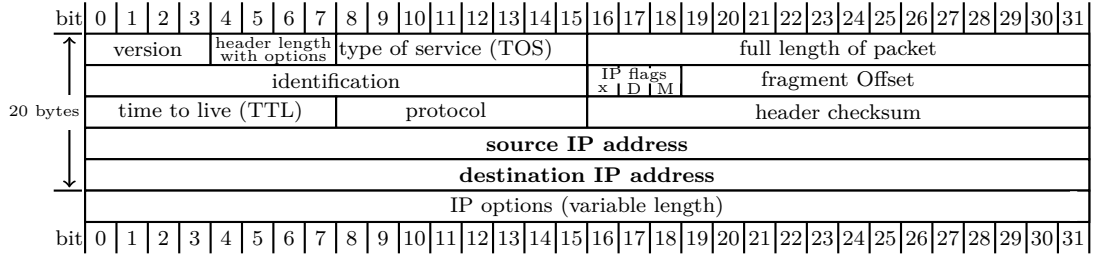 bit 0 1 2 3 4 5 6 7 8 9 10 11 12 13 14 15 16 17 18 19 20 21 22 23 24 25 26 27 28 29 30 31
version header length with options type of service (TOS) full length of packet
identification IP flags x D M fragment Offset
20 bytes time to live (TTL) protocol header checksum
source IP address
destination IP address
IP options (variable length)
bit 0 1 2 3 4 5 6 7 8 9 10 11 12 13 14 15 16 17 18 19 20 21 22 23 24 25 26 27 28 29 30 31